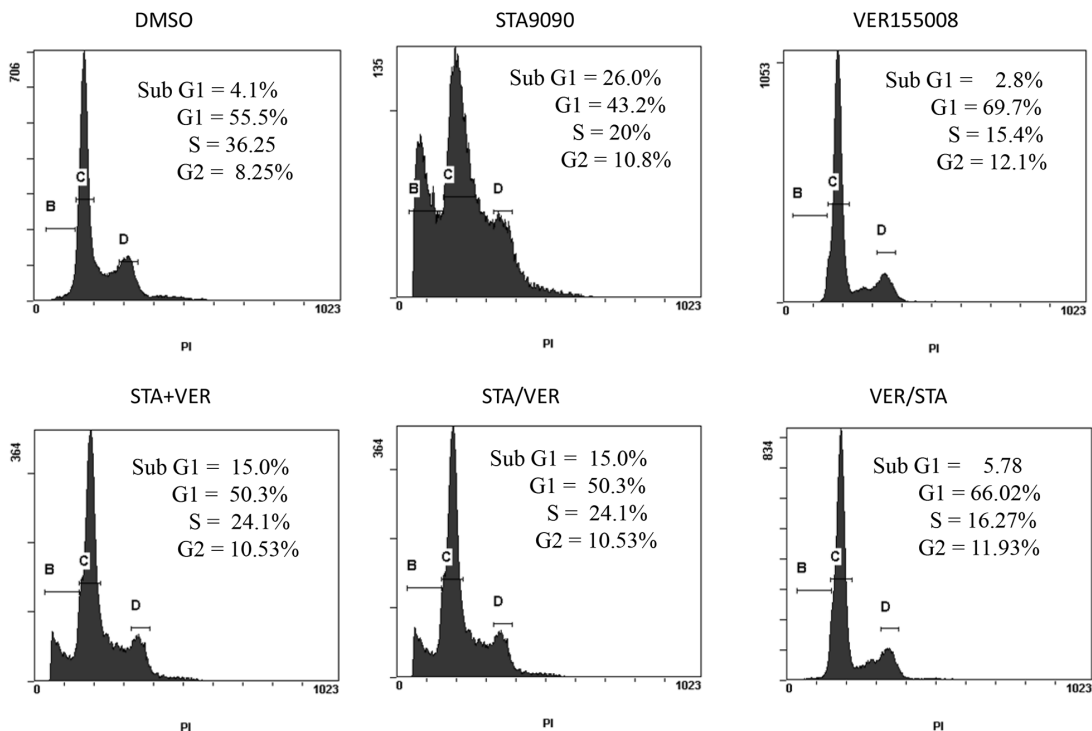 DMSO
706
Sub G1 = 4.1%
G1 = 55.5%
S = 36.25
G2 = 8.25%
B
C
D
0
1023
PI
STA9090
135
Sub G1 = 26.0%
G1 = 43.2%
S = 20%
G2 = 10.8%
B
C
D
0
1023
PI
VER155008
1053
Sub G1 = 2.8%
G1 = 69.7%
S = 15.4%
G2 = 12.1%
B
C
D
0
1023
PI
STA+VER
364
Sub G1 = 15.0%
G1 = 50.3%
S = 24.1%
G2 = 10.53%
B
C
D
0
1023
PI
STA/VER
364
Sub G1 = 15.0%
G1 = 50.3%
S = 24.1%
G2 = 10.53%
B
C
D
0
1023
PI
VER/STA
834
Sub G1 = 5.78
G1 = 66.02%
S = 16.27%
G2 = 11.93%
B
C
D
0
1023
PI